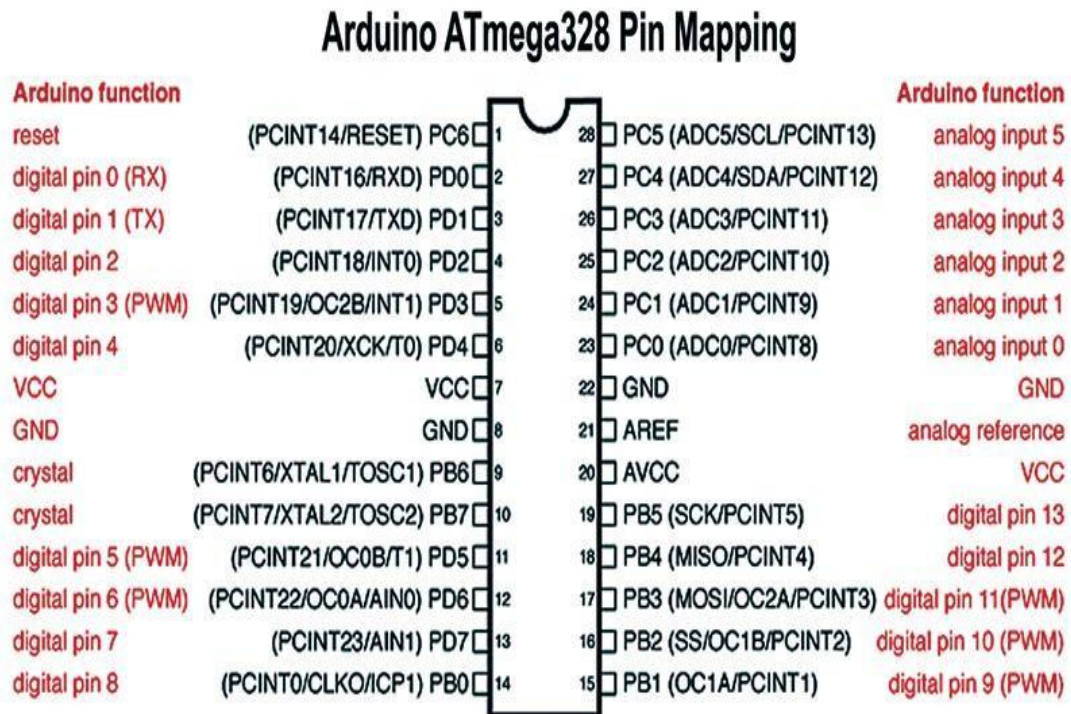 Arduino ATmega328 Pin Mapping
Arduino function Arduino function
reset (PCINT14/RESET) PC6 1 28 PC5 (ADC5/SCL/PCINT13) analog input 5
digital pin 0 (RX) (PCINT16/RXD) PD0 2 27 PC4 (ADC4/SDA/PCINT12) analog input 4
digital pin 1 (TX) (PCINT17/TXD) PD1 3 26 PC3 (ADC3/PCINT11) analog input 3
digital pin 2 (PCINT18/INT0) PD2 4 25 PC2 (ADC2/PCINT10) analog input 2
digital pin 3 (PWM) (PCINT19/OC2B/INT1) PD3 5 24 PC1 (ADC1/PCINT9) analog input 1
digital pin 4 (PCINT20/XCK/T0) PD4 6 23 PC0 (ADC0/PCINT8) analog input 0
VCC VCC 7 22 GND GND
GND GND 8 21 AREF analog reference
crystal (PCINT6/XTAL1/TOSC1) PB6 9 20 AVCC VCC
crystal (PCINT7/XTAL2/TOSC2) PB7 10 19 PB5 (SCK/PCINT5) digital pin 13
digital pin 5 (PWM) (PCINT21/OC0B/T1) PD5 11 18 PB4 (MISO/PCINT4) digital pin 12
digital pin 6 (PWM) (PCINT22/OC0A/AIN0) PD6 12 17 PB3 (MOSI/OC2A/PCINT3) digital pin 11(PWM)
digital pin 7 (PCINT23/AIN1) PD7 13 16 PB2 (SS/OC1B/PCINT2) digital pin 10 (PWM)
digital pin 8 (PCINT0/CLKO/ICP1) PB0 14 15 PB1 (OC1A/PCINT1) digital pin 9 (PWM)